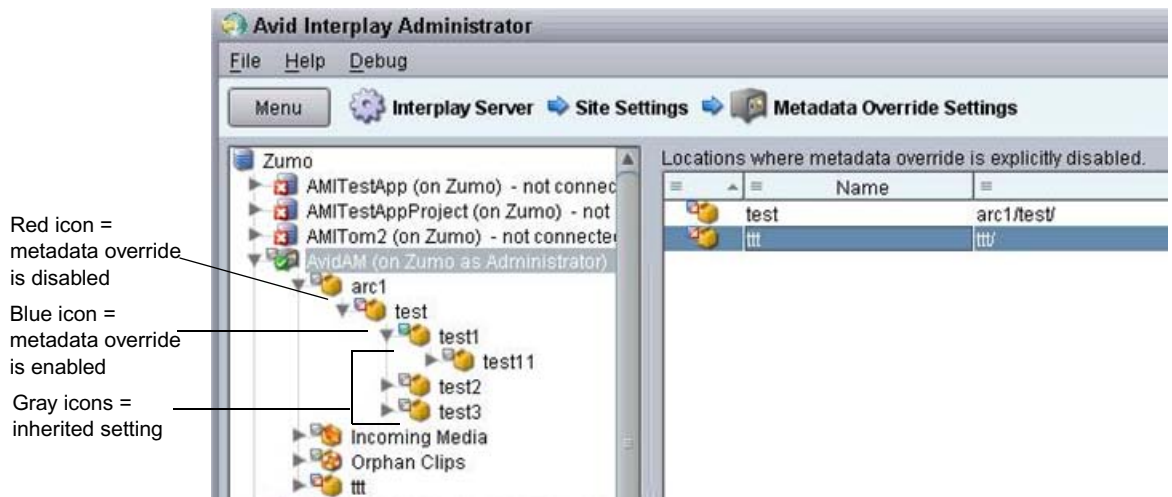 Avid Interplay Administrator
File Help Debug
Menu Interplay Server Site Settings Metadata Override Settings
Zumo
AMITestApp (on Zumo) - not connec
AMITestAppProject (on Zumo) - not
AMITom2 (on Zumo) - not connecte
AvidAM (on Zumo as Administrator)
arc1
test
test1
test11
test2
test3
Incoming Media
Orphan Clips
ttt
Locations where metadata override is explicitly disabled.
Name
test arc1/test/
ttt ttt/
Red icon =
metadata override
is disabled
Blue icon =
metadata override
is enabled
Gray icons =
inherited setting